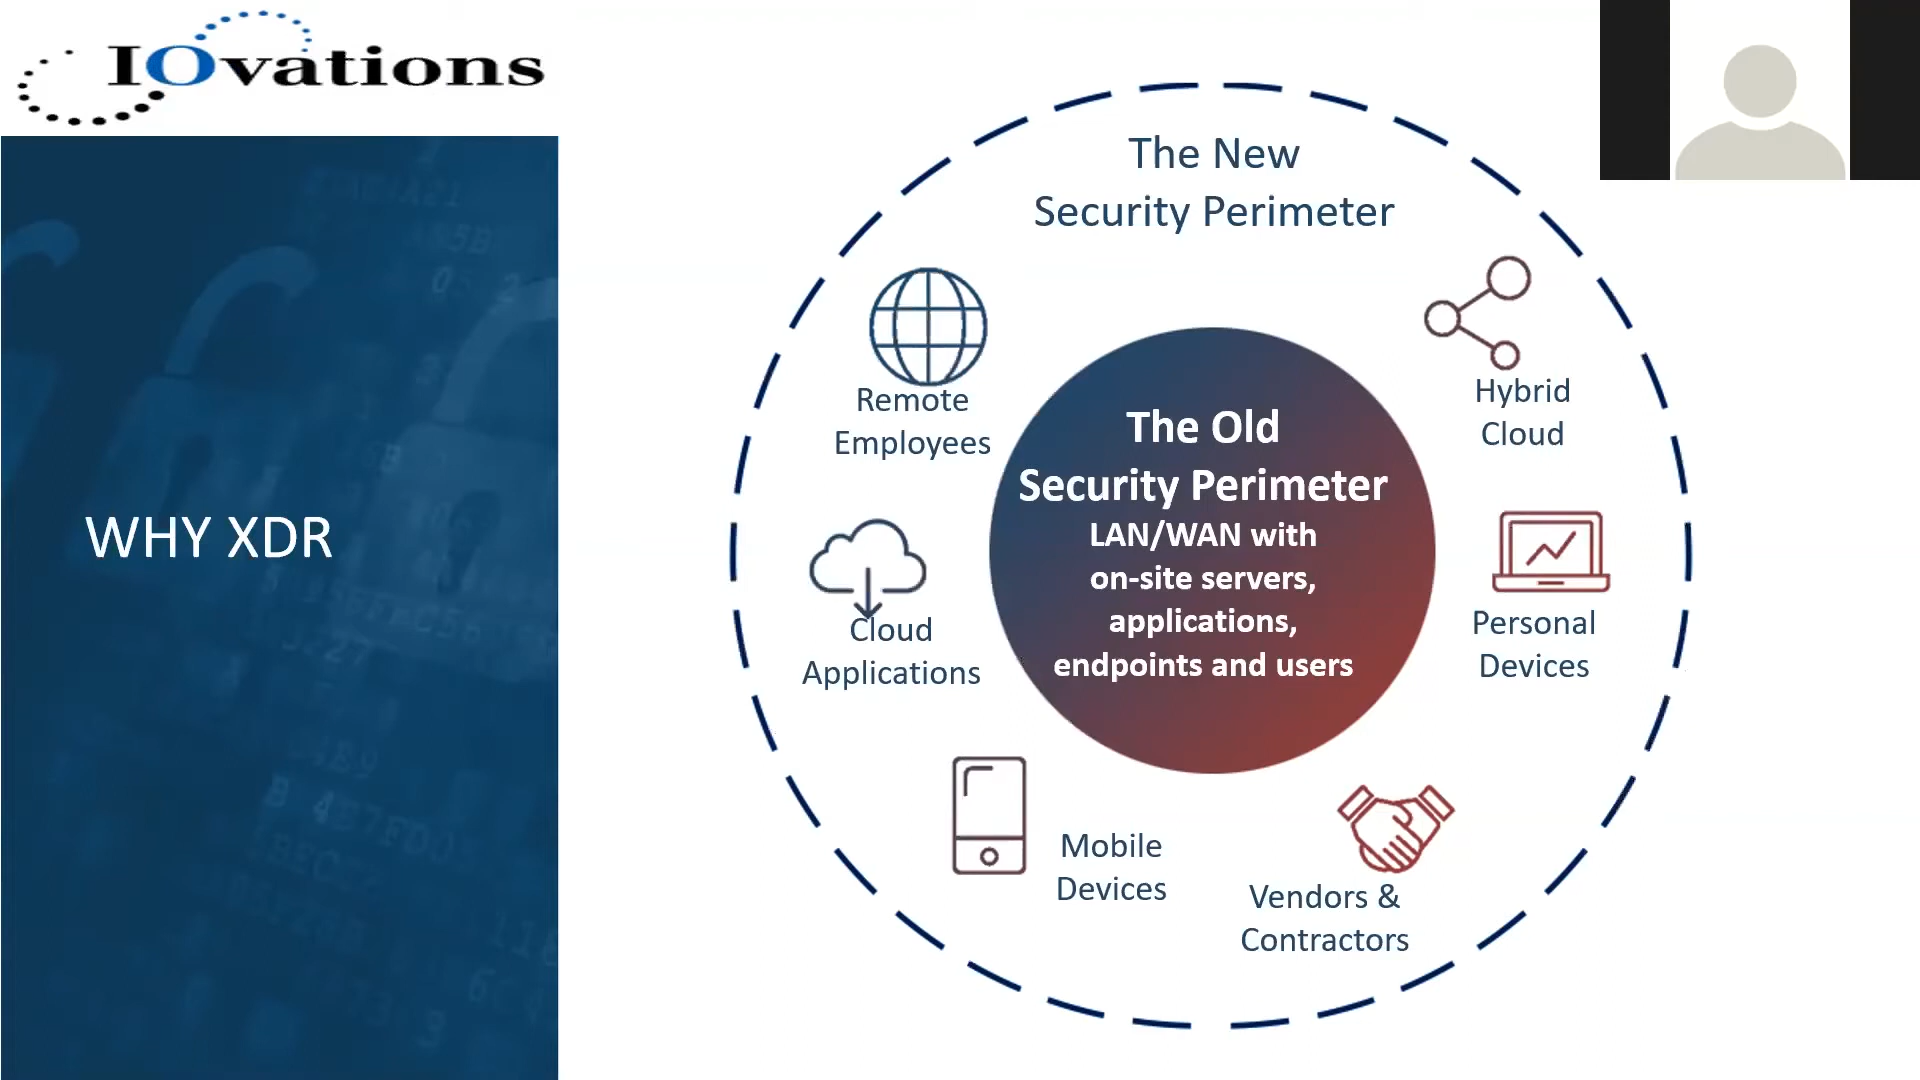 IOvations
WHY XDR
The New
Security Perimeter
Remote
Employees
Hybrid
Cloud
The Old
Security Perimeter
LAN/WAN with
on-site servers,
applications,
endpoints and users
Cloud
Applications
Personal
Devices
Mobile
Devices
Vendors &
Contractors